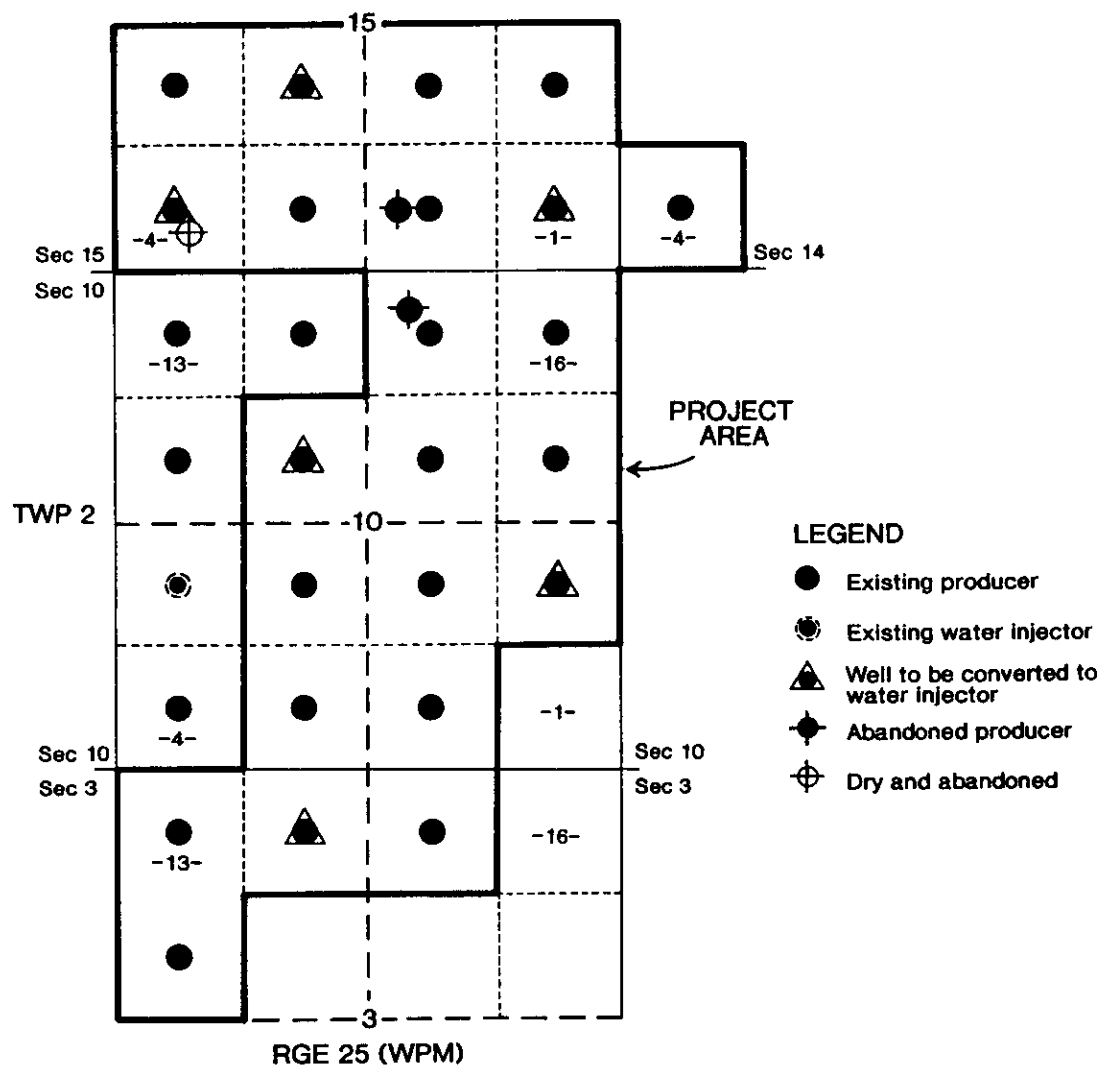 15
-4-
-1-
-4-
Sec 15
Sec 14
Sec 10
-13-
-16-
PROJECT
AREA
TWP 2
10
LEGEND
Existing producer
Existing water injector
Well to be converted to
water injector
Abandoned producer
Dry and abandoned
-4-
-1-
Sec 10
Sec 10
Sec 3
Sec 3
-13-
-16-
3
RGE 25 (WPM)